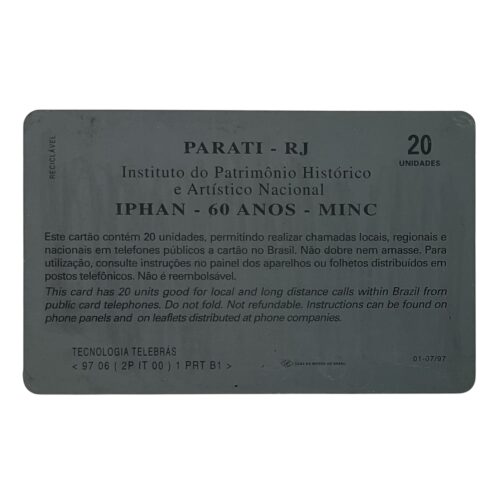 RECICLÁVEL
PARATI - RJ
20
UNIDADES
Instituto do Patrimônio Histórico
e Artístico Nacional
IPHAN - 60 ANOS - MINC
Este cartão contém 20 unidades, permitindo realizar chamadas locais, regionais e
nacionais em telefones públicos a cartão no Brasil. Não dobre nem amasse. Para
utilização, consulte instruções no painel dos aparelhos ou folhetos distribuídos em
postos telefônicos. Não é reembolsável.
This card has 20 units good for local and long distance calls within Brazil from
public card telephones. Do not fold. Not refundable. Instructions can be found on
phone panels and on leaflets distributed at phone companies.
TECNOLOGIA TELEBRÁS
< 97 06 ( 2P IT 00 ) 1 PRT B1 >
CASA DA MOEDA DO BRASIL
01-07/97